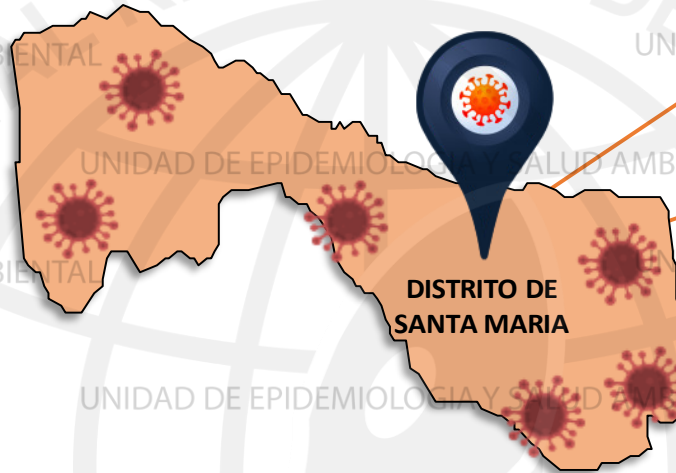 BIENTAL
UN
UNIDAD DE EPIDEMIOLOGIA Y SALUD AMB
BIENTAL
DISTRITO DE
SANTA MARIA
UNIDAD DE EPIDEMIOLOGIA Y SALUD AMB